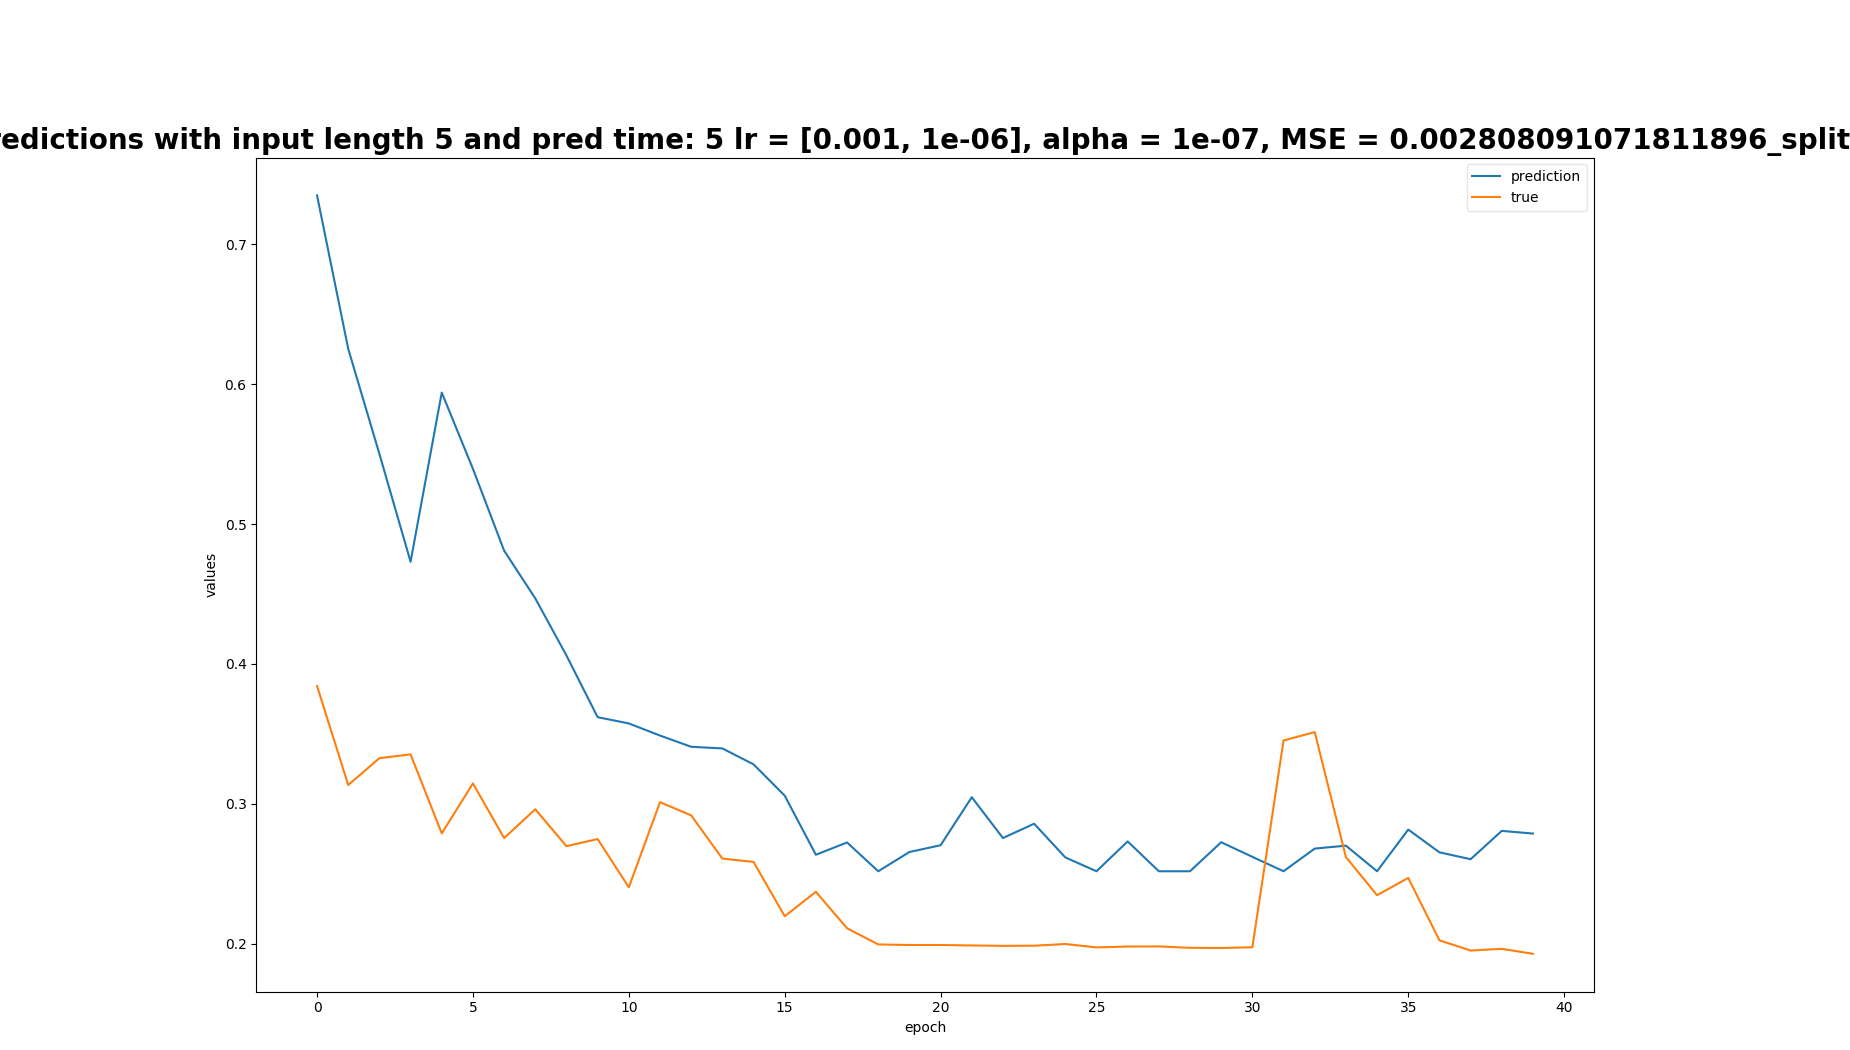 edictions with input length 5 and pred time: 5 lr = [0.001, 1e-06], alpha = 1e-07, MSE = 0.002808091071811896_split
prediction
true
0.7
0.6
0.5
0.4
0.3
0.2
values
0 5 10 15 20 25 30 35 40
epoch